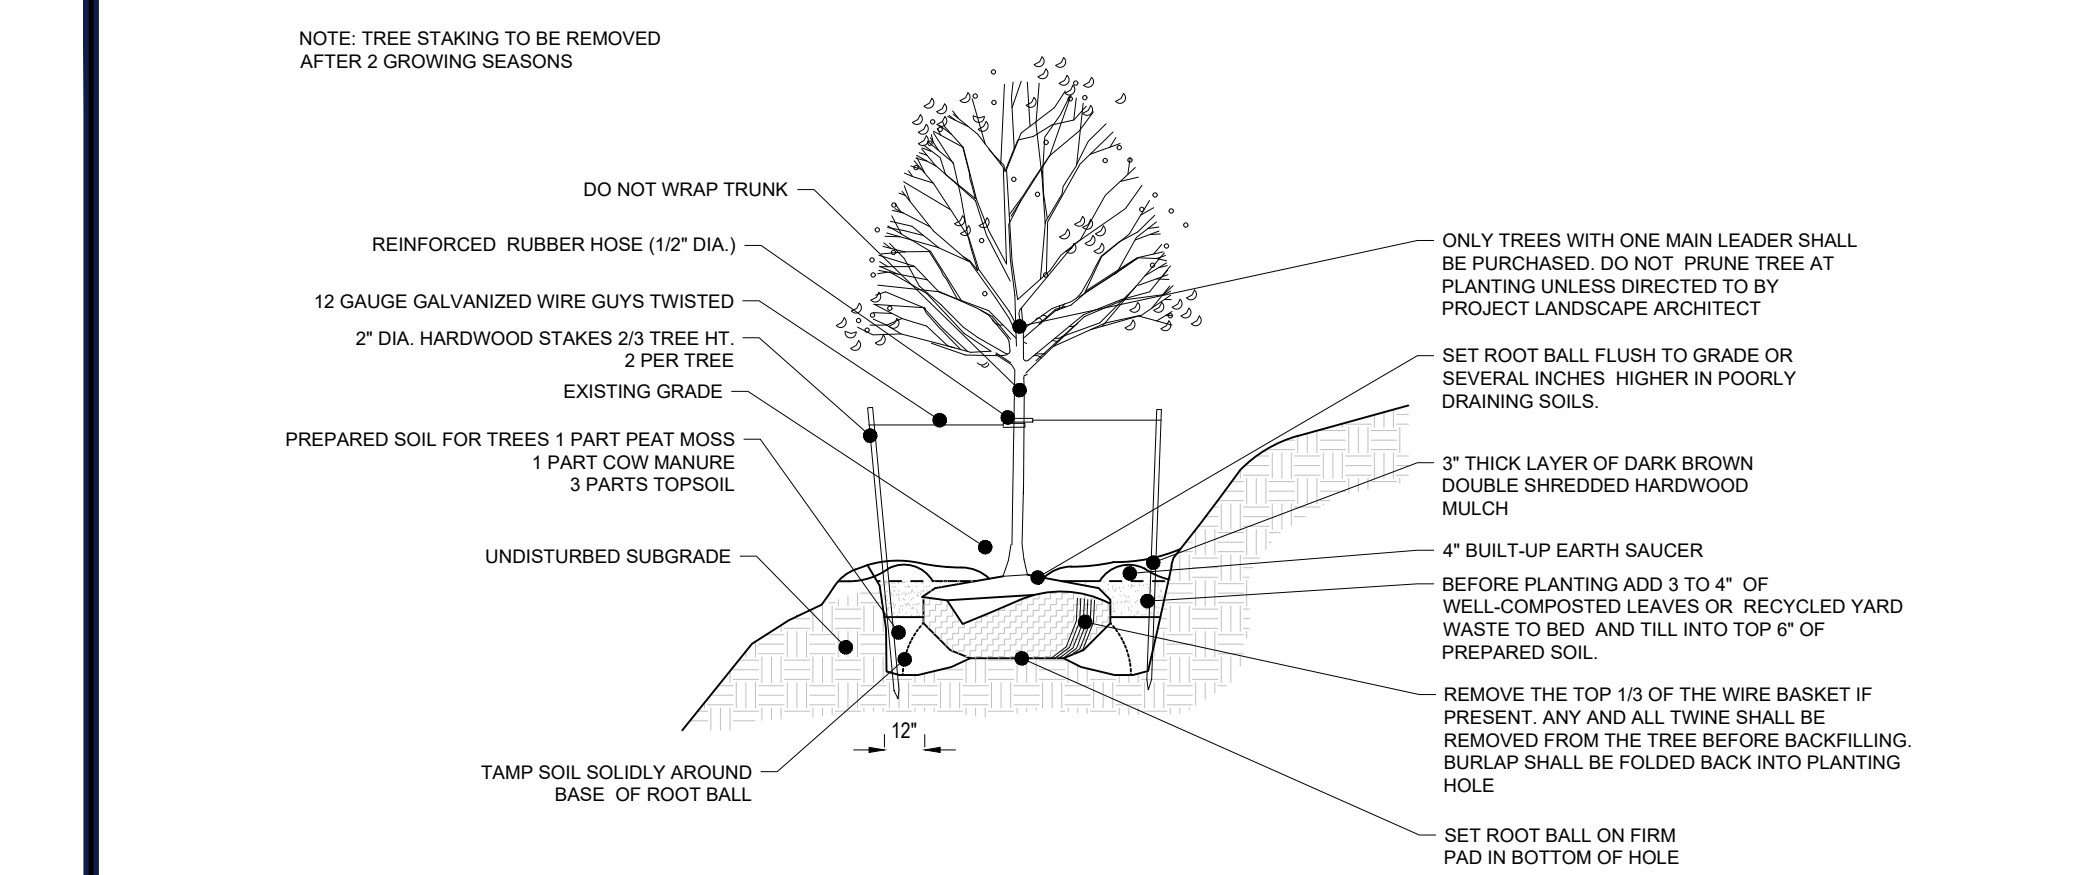 NOTE: TREE STAKING TO BE REMOVED
AFTER 2 GROWING SEASONS
DO NOT WRAP TRUNK
REINFORCED RUBBER HOSE (1/2" DIA.)
12 GAUGE GALVANIZED WIRE GUYS TWISTED
2" DIA. HARDWOOD STAKES 2/3 TREE HT.
2 PER TREE
EXISTING GRADE
PREPARED SOIL FOR TREES 1 PART PEAT MOSS
1 PART COW MANURE
3 PARTS TOPSOIL
UNDISTURBED SUBGRADE
12"
TAMP SOIL SOLIDLY AROUND
BASE OF ROOT BALL
ONLY TREES WITH ONE MAIN LEADER SHALL
BE PURCHASED. DO NOT PRUNE TREE AT
PLANTING UNLESS DIRECTED TO BY
PROJECT LANDSCAPE ARCHITECT
SET ROOT BALL FLUSH TO GRADE OR
SEVERAL INCHES HIGHER IN POORLY
DRAINING SOILS.
3" THICK LAYER OF DARK BROWN
DOUBLE SHREDDED HARDWOOD
MULCH
4" BUILT-UP EARTH SAUCER
BEFORE PLANTING ADD 3 TO 4" OF
WELL-COMPOSTED LEAVES OR RECYCLED YARD
WASTE TO BED AND TILL INTO TOP 6" OF
PREPARED SOIL.
REMOVE THE TOP 1/3 OF THE WIRE BASKET IF
PRESENT. ANY AND ALL TWINE SHALL BE
REMOVED FROM THE TREE BEFORE BACKFILLING.
BURLAP SHALL BE FOLDED BACK INTO PLANTING
HOLE
SET ROOT BALL ON FIRM
PAD IN BOTTOM OF HOLE